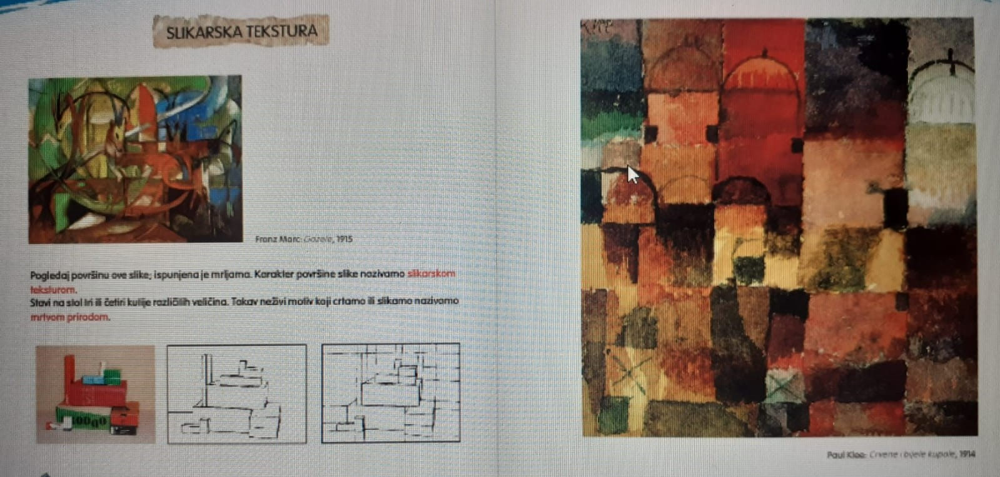 SLIKARSKA TEKSTURA
Franz Marc: Gazele, 1915
Pogledaj površinu ove slike; ispunjena je mrljama. Karakter površine slike nazivamo slikarskom
teksturom.
Stavi na stol tri ili četiri kutije različitih veličina. Takav neživi motiv koji crtamo ili slikamo nazivamo
mrtvom prirodom.
Klee
Paul Klee: Crvene i bijele kupole, 1914